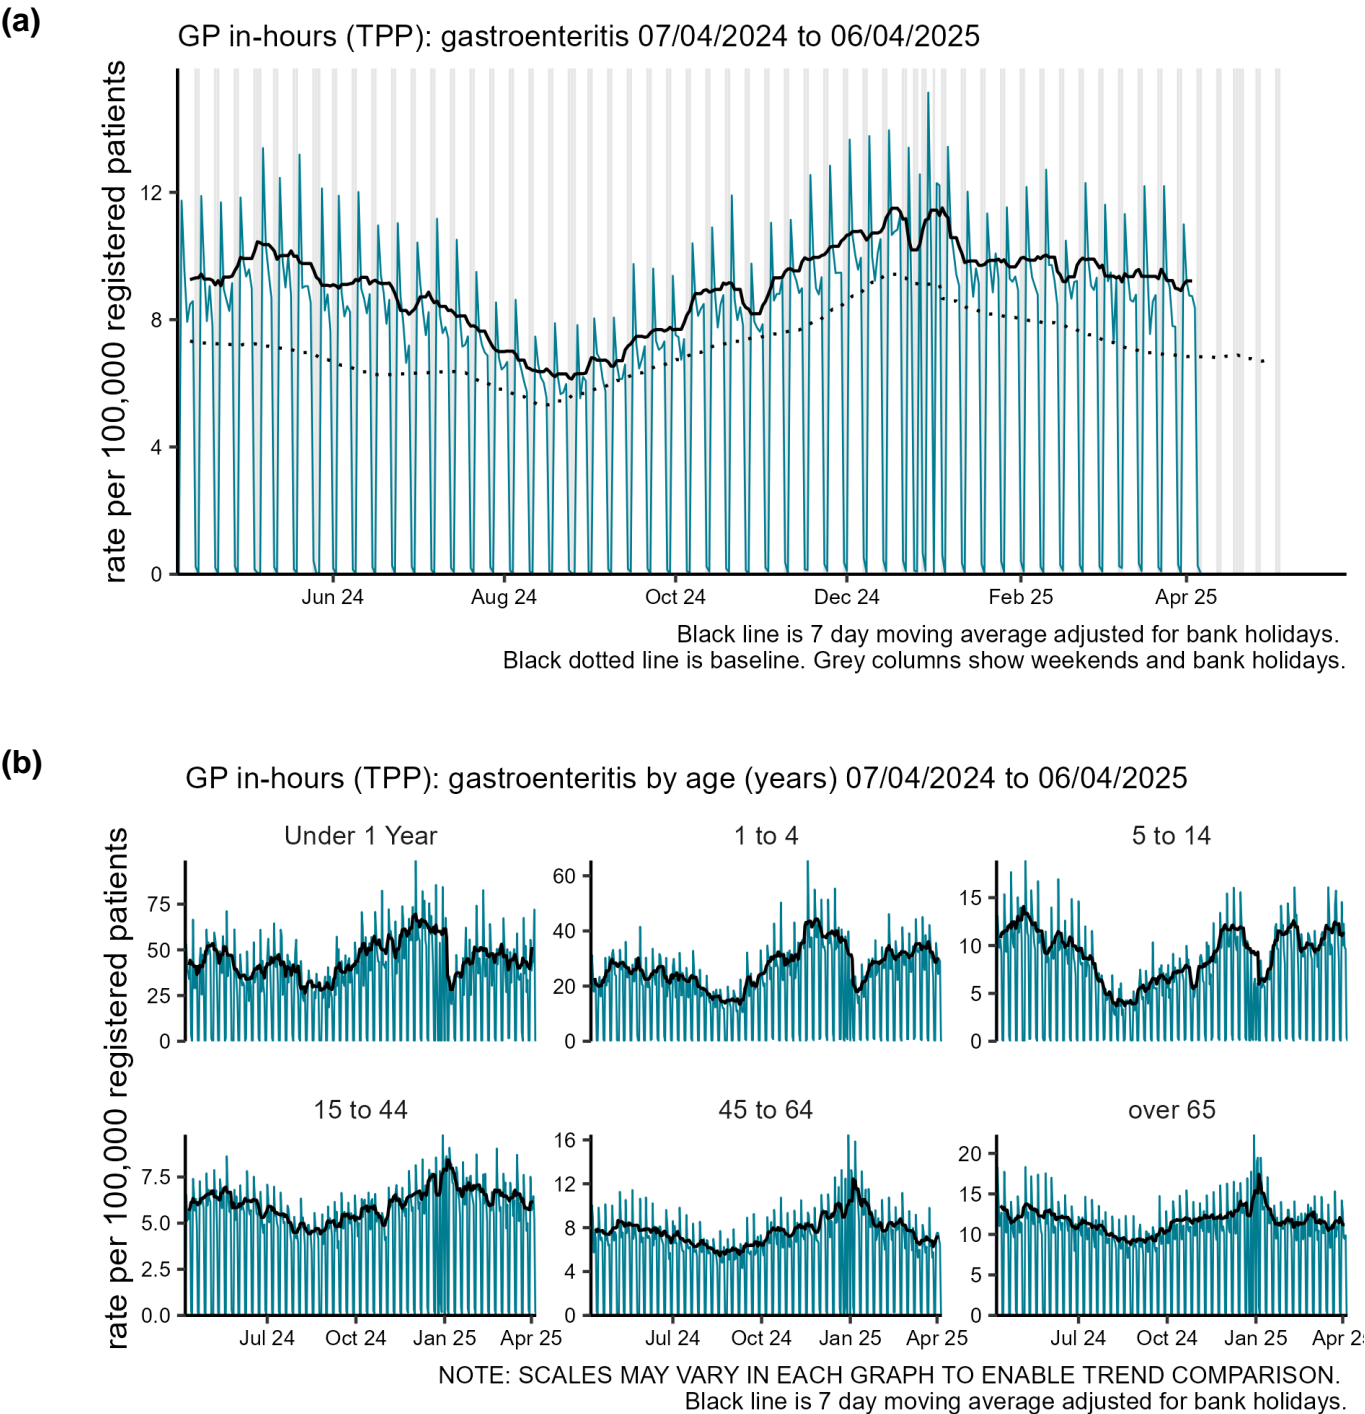 (a)
GP in-hours (TPP): gastroenteritis 07/04/2024 to 06/04/2025
rate per 100,000 registered patients
12
8
4
0
Jun 24 Aug 24 Oct 24 Dec 24 Feb 25 Apr 25
Black line is 7 day moving average adjusted for bank holidays.
Black dotted line is baseline. Grey columns show weekends and bank holidays.
(b)
GP in-hours (TPP): gastroenteritis by age (years) 07/04/2024 to 06/04/2025
rate per 100,000 registered patients
Under 1 Year 1 to 4 5 to 14
75
50
25
0
60
40
20
0
15
10
5
0
15 to 44 45 to 64 over 65
7.5
5.0
2.5
0.0
16
12
8
4
0
20
15
10
5
0
Jul 24 Oct 24 Jan 25 Apr 25 Jul 24 Oct 24 Jan 25 Apr 25 Jul 24 Oct 24 Jan 25 Apr 2
NOTE: SCALES MAY VARY IN EACH GRAPH TO ENABLE TREND COMPARISON.
Black line is 7 day moving average adjusted for bank holidays.